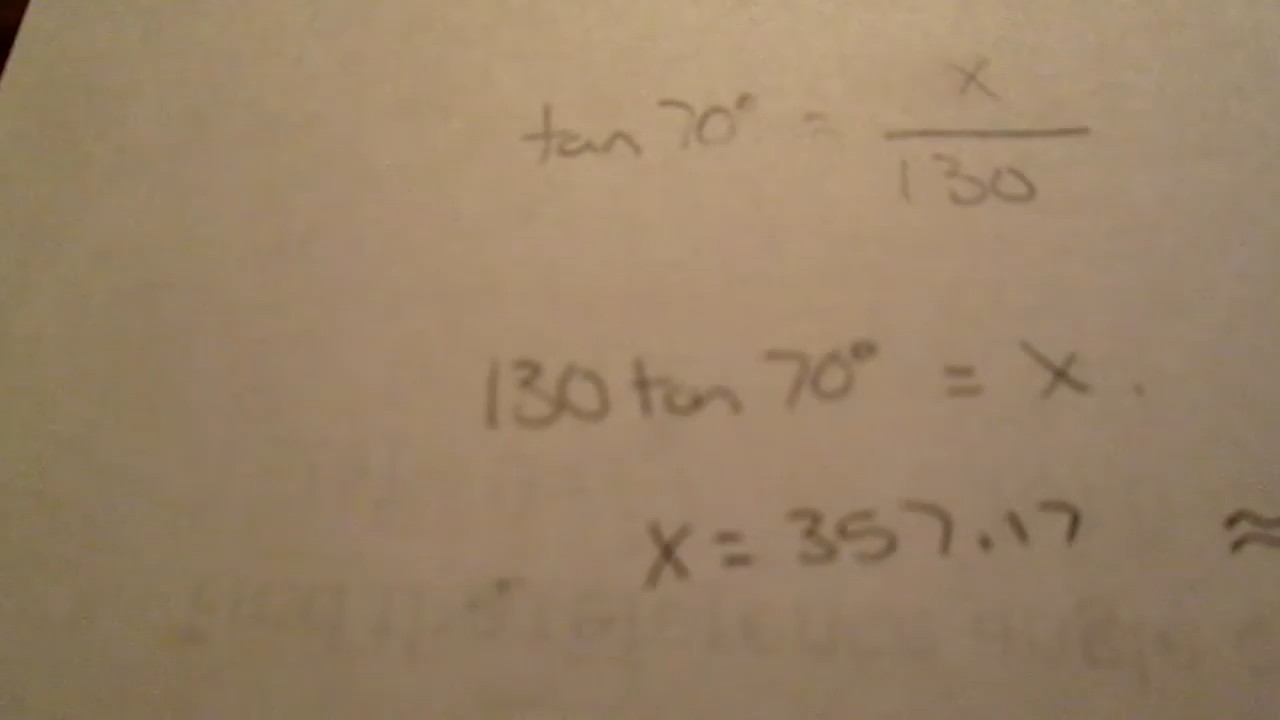 tan 70° = x / 130
130 tan 70° = x.
x = 357.17 ≈